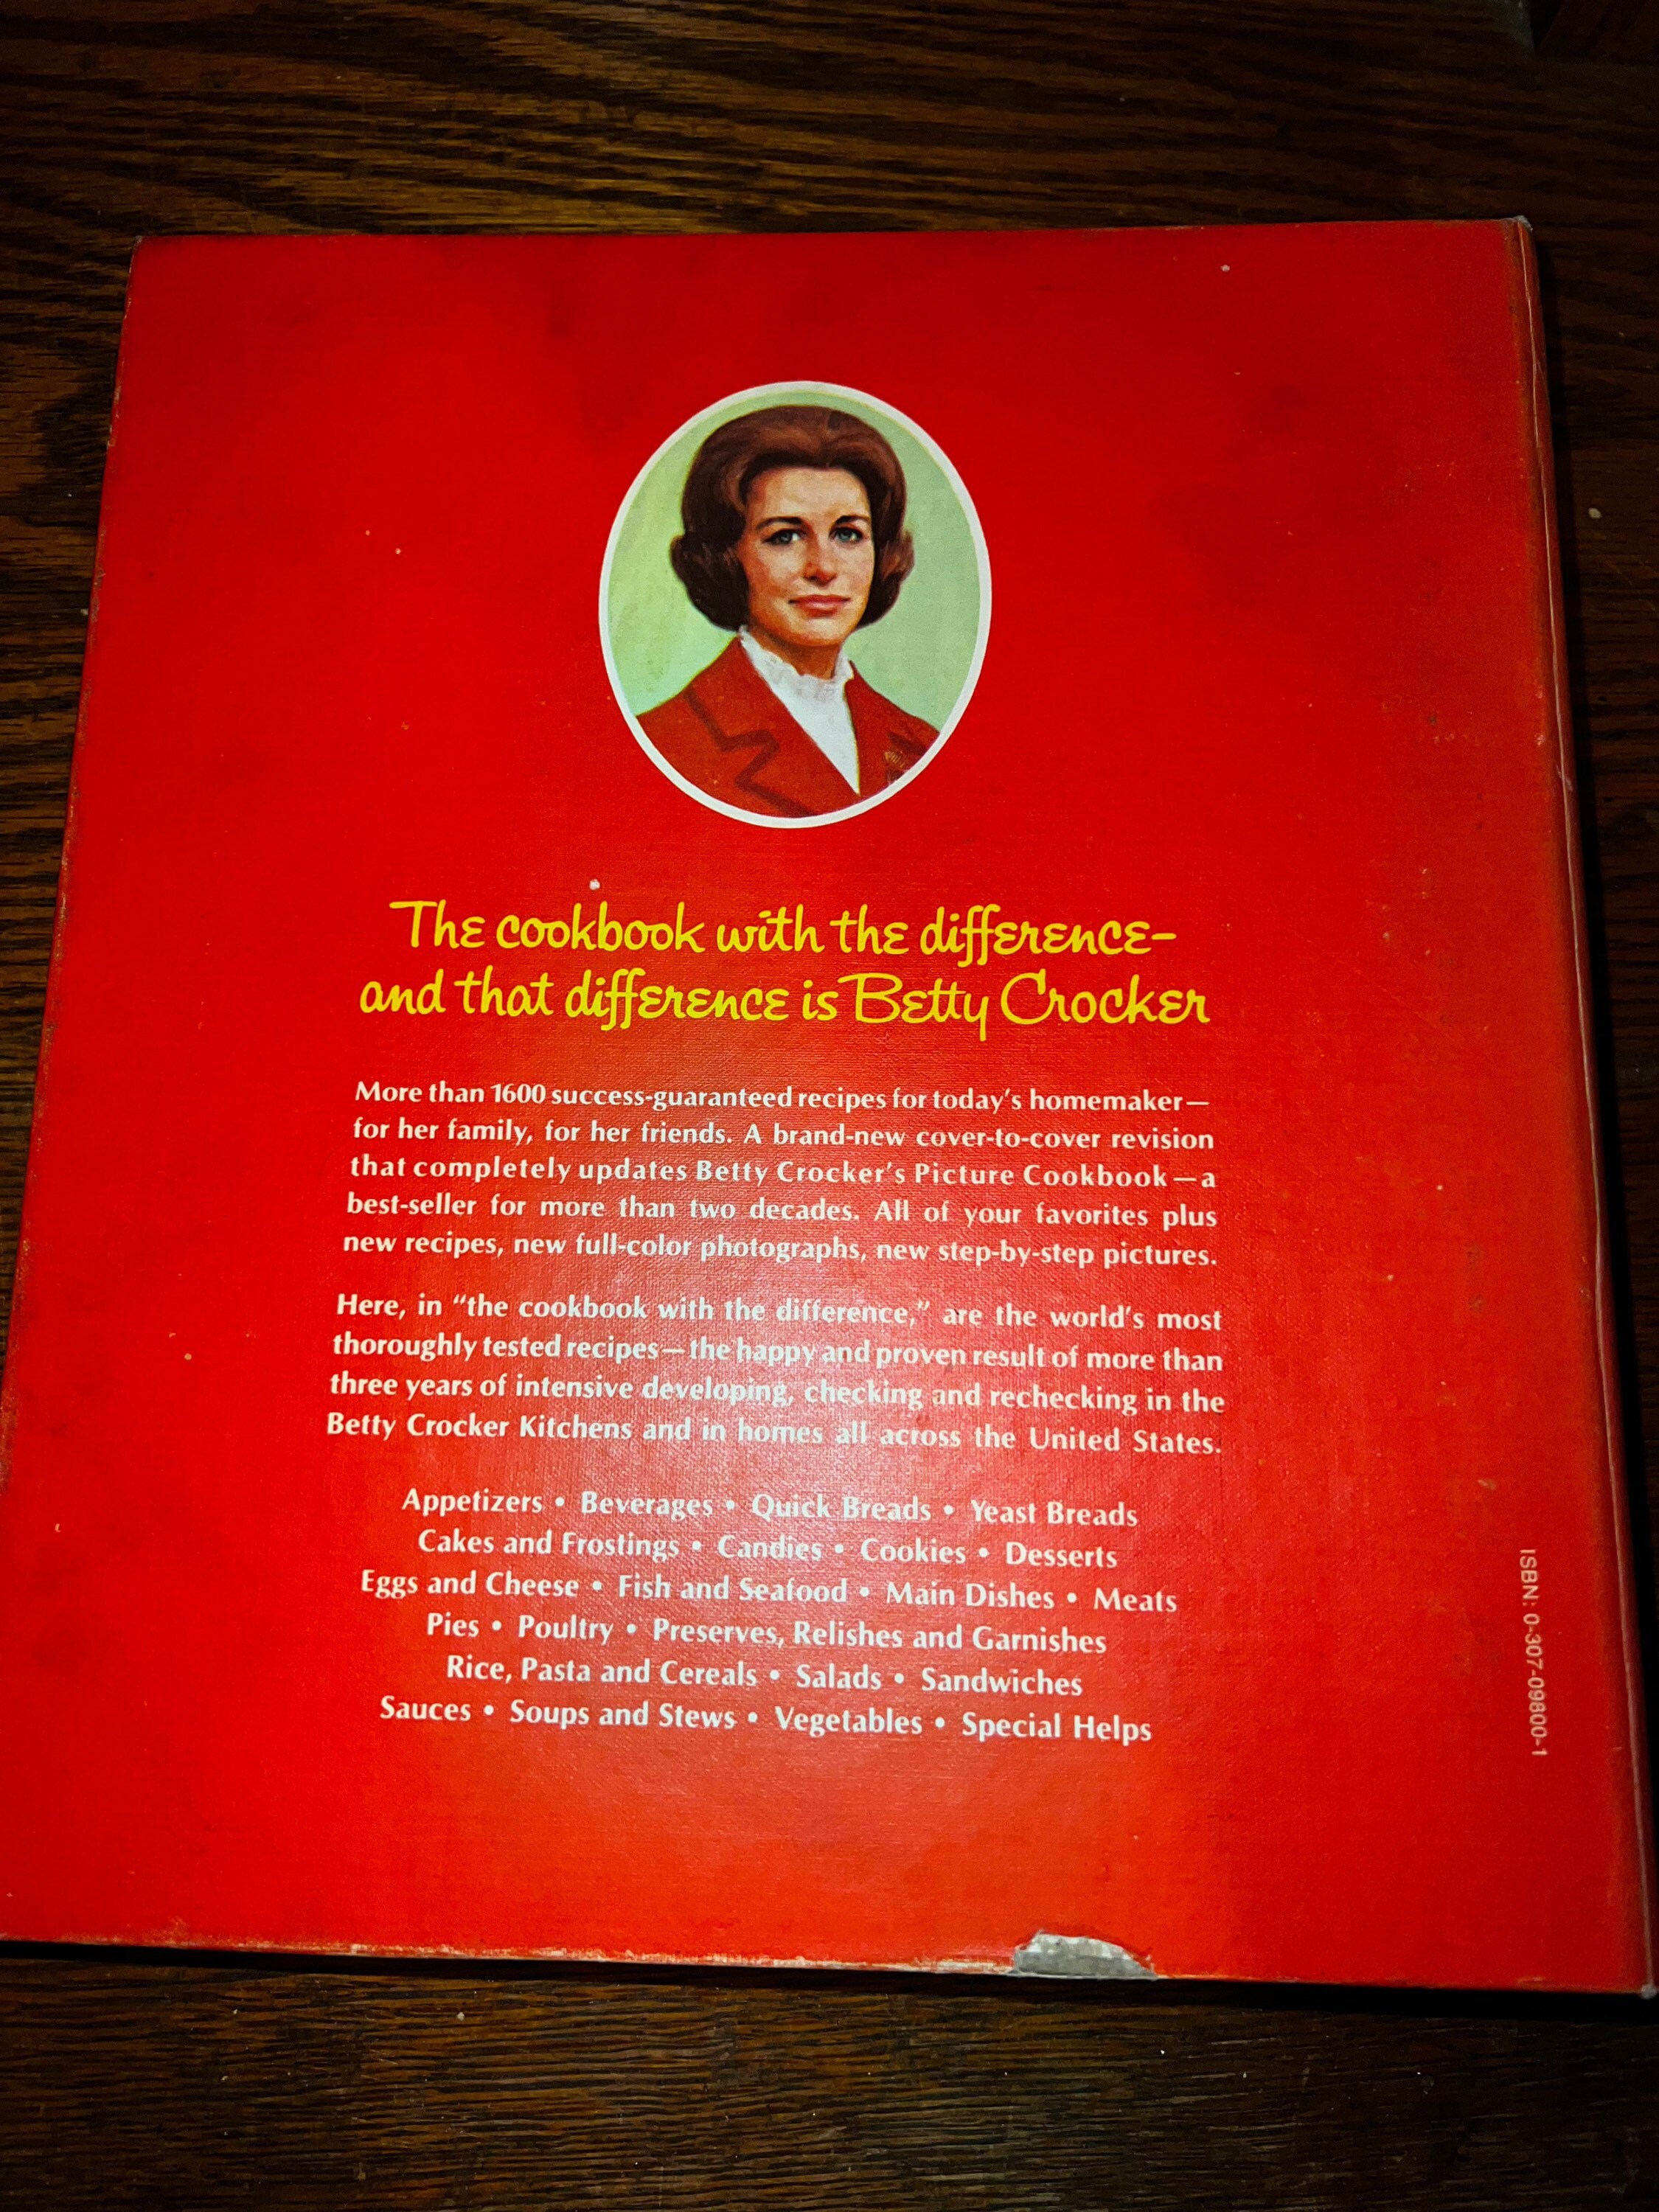 The cookbook with the difference–
and that difference is Betty Crocker
More than 1600 success-guaranteed recipes for today's homemaker—
for her family, for her friends. A brand-new cover-to-cover revision
that completely updates Betty Crocker's Picture Cookbook—a
best-seller for more than two decades. All of your favorites plus
new recipes, new full-color photographs, new step-by-step pictures.
Here, in “the cookbook with the difference,” are the world's most
thoroughly tested recipes—the happy and proven result of more than
three years of intensive developing, checking and rechecking in the
Betty Crocker Kitchens and in homes all across the United States.
Appetizers • Beverages • Quick Breads • Yeast Breads
Cakes and Frostings • Candies • Cookies • Desserts
Eggs and Cheese • Fish and Seafood • Main Dishes • Meats
Pies • Poultry • Preserves, Relishes and Garnishes
Rice, Pasta and Cereals • Salads • Sandwiches
Sauces • Soups and Stews • Vegetables • Special Helps
ISBN: 0-307-09800-1